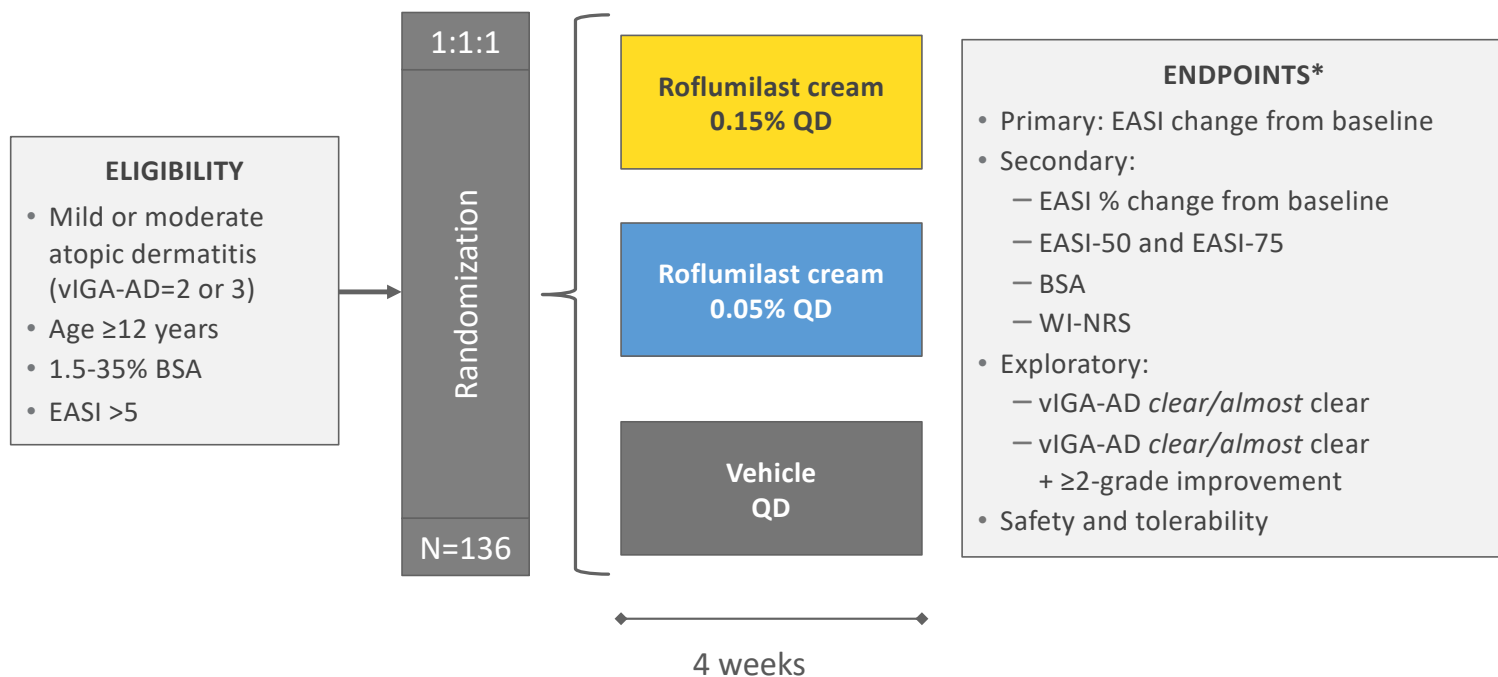 ELIGIBILITY
• Mild or moderate
atopic dermatitis
(vIGA-AD=2 or 3)
• Age ≥12 years
• 1.5-35% BSA
• EASI >5
1:1:1
Randomization
N=136
Roflumilast cream
0.15% QD
Roflumilast cream
0.05% QD
Vehicle
QD
4 weeks
ENDPOINTS*
• Primary: EASI change from baseline
• Secondary:
— EASI % change from baseline
— EASI-50 and EASI-75
— BSA
— WI-NRS
• Exploratory:
— vIGA-AD clear/almost clear
— vIGA-AD clear/almost clear
+ ≥2-grade improvement
• Safety and tolerability